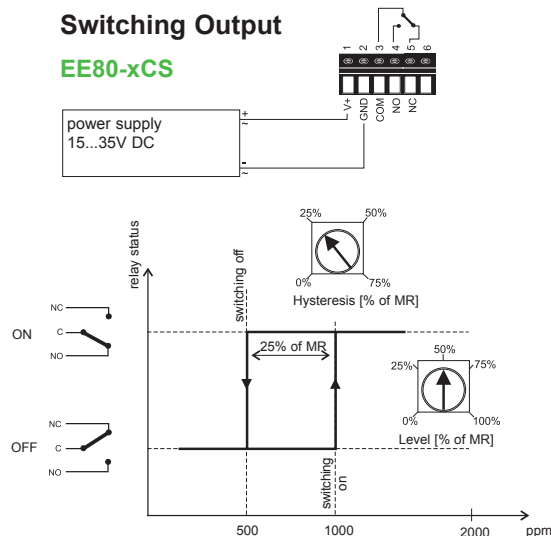 Switching Output
EE80-xCS
1 2 3 4 5 6
V+ GND COM NO NC
power supply
15...35V DC
+
~
-
~
25% 50%
0% 75%
Hysteresis [% of MR]
relay status
switching off
NC
ON C
NO
25% of MR
50%
25% 75%
0% 100%
Level [% of MR]
NC
OFF C
NO
switching
on
500 1000 2000 ppm